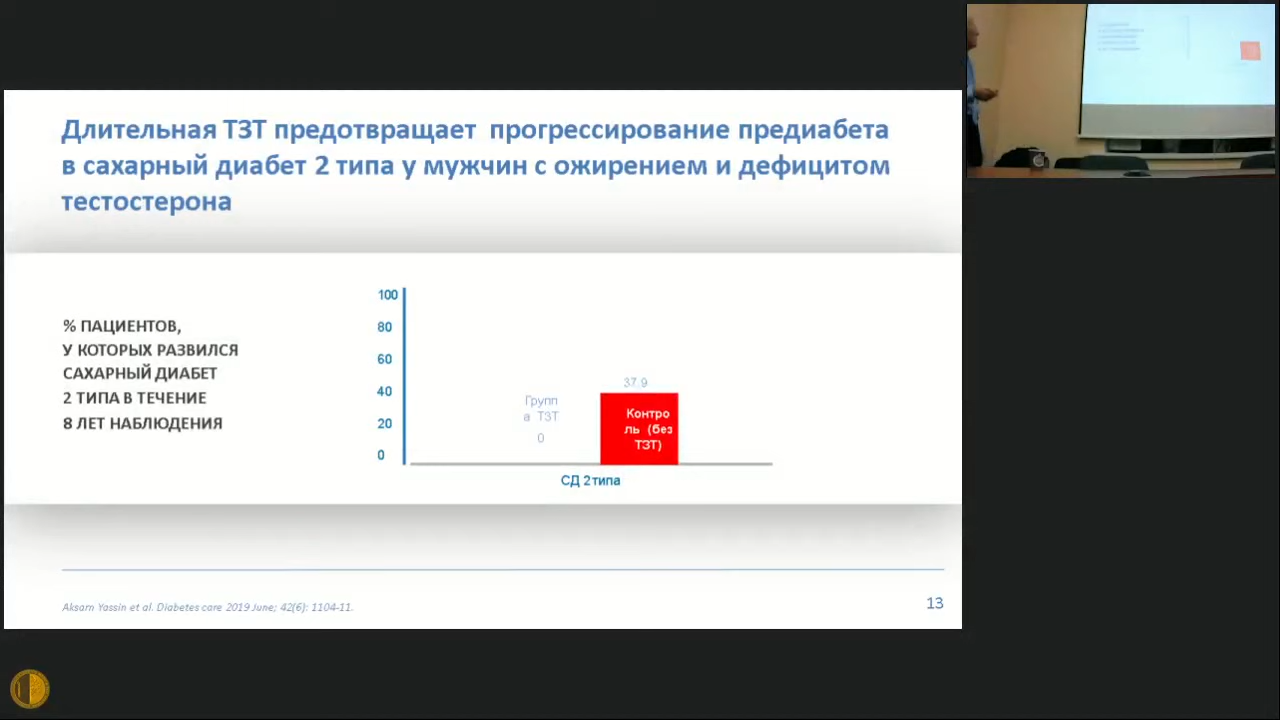 Длительная ТЗТ предотвращает прогрессирование предиабета
в сахарный диабет 2 типа у мужчин с ожирением и дефицитом
тестостерона
% ПАЦИЕНТОВ,
У КОТОРЫХ РАЗВИЛСЯ
САХАРНЫЙ ДИАБЕТ
2 ТИПА В ТЕЧЕНИЕ
8 ЛЕТ НАБЛЮДЕНИЯ
100
80
60
40
20
0
Групп
а ТЗТ
0
37.9
Контро
ль (без
ТЗТ)
СД 2типа
Aksam Yassin et al. Diabetes care 2019 June; 42(6): 1104-11.
13